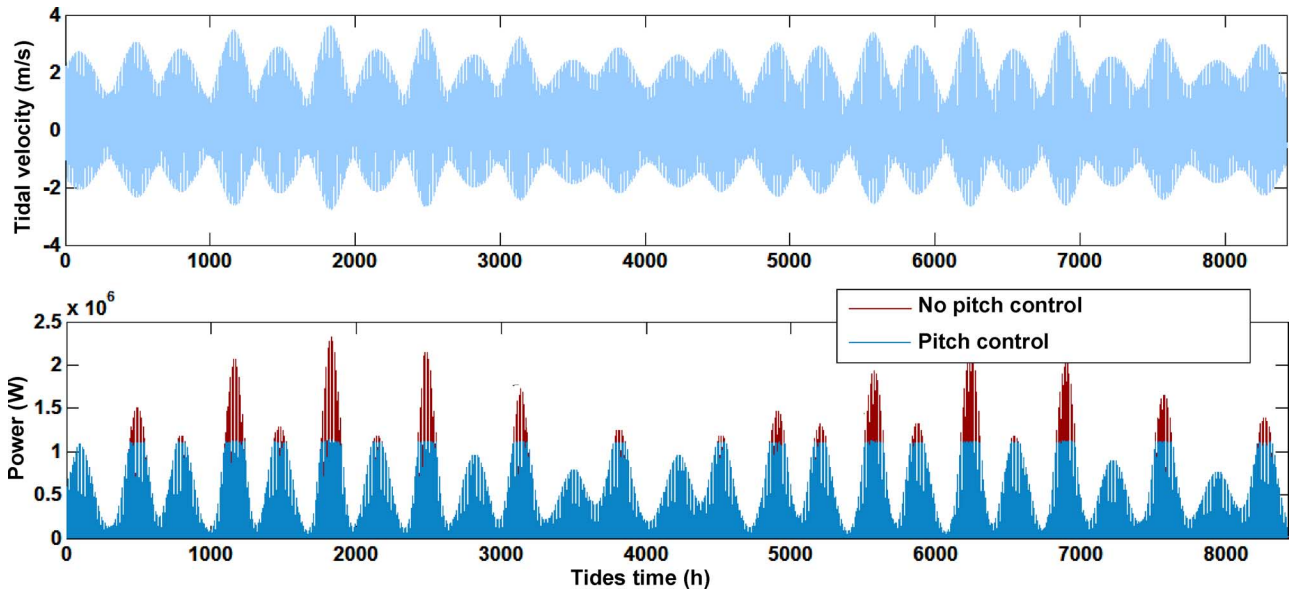 4
2
0
-2
-4
Tidal velocity (m/s)
0 1000 2000 3000 4000 5000 6000 7000 8000
x 10^6
2.5
2
1.5
1
0.5
0
Power (W)
No pitch control
Pitch control
0 1000 2000 3000 4000 5000 6000 7000 8000
Tides time (h)